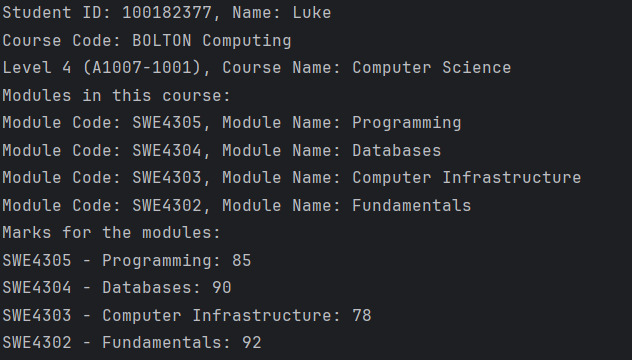 Student ID: 100182377, Name: Luke
Course Code: BOLTON Computing
Level 4 (A1007-1001), Course Name: Computer Science
Modules in this course:
Module Code: SWE4305, Module Name: Programming
Module Code: SWE4304, Module Name: Databases
Module Code: SWE4303, Module Name: Computer Infrastructure
Module Code: SWE4302, Module Name: Fundamentals
Marks for the modules:
SWE4305 - Programming: 85
SWE4304 - Databases: 90
SWE4303 - Computer Infrastructure: 78
SWE4302 - Fundamentals: 92